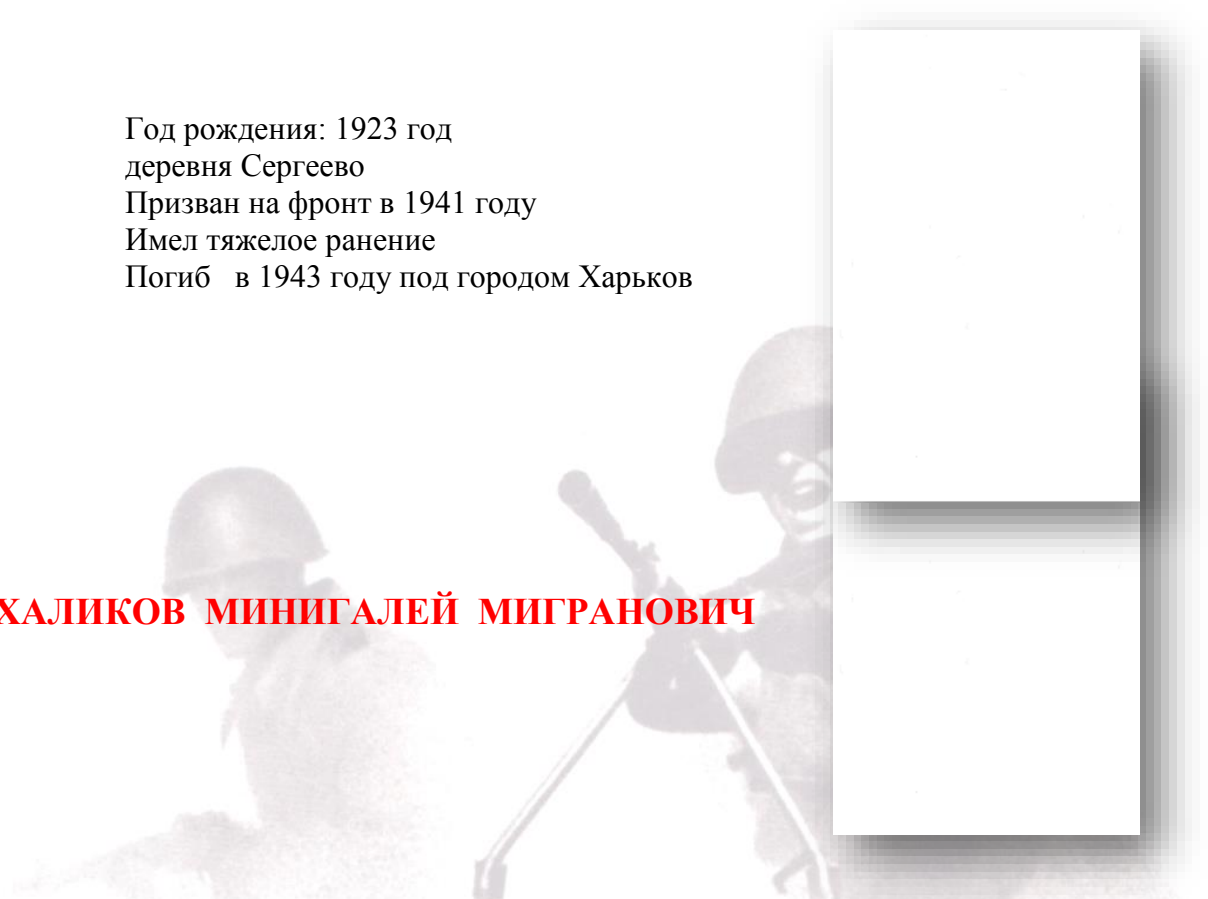 Год рождения: 1923 год
деревня Сергеево
Призван на фронт в 1941 году
Имел тяжелое ранение
Погиб   в 1943 году под городом Харьков
ХАЛИКОВ  МИНИГАЛЕЙ  МИГРАНОВИЧ